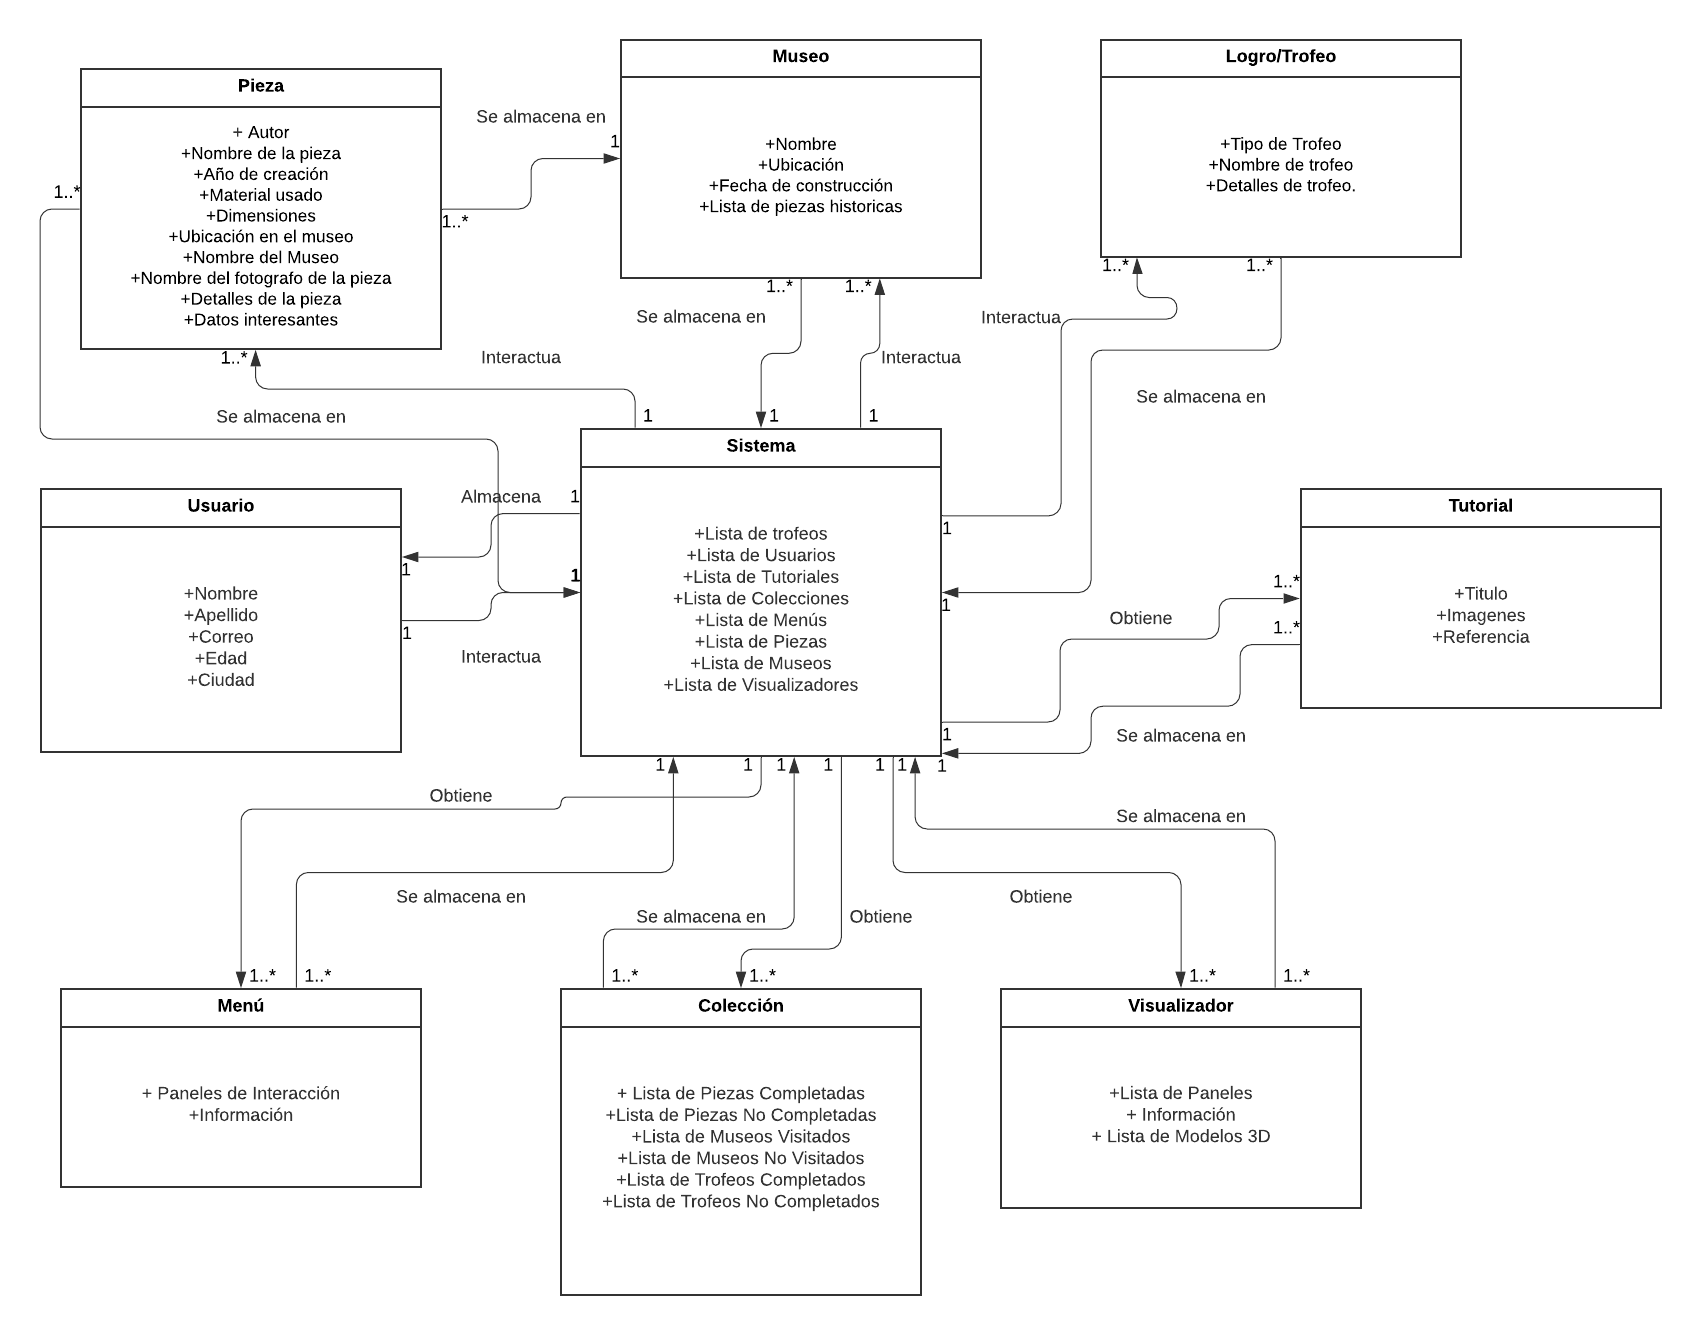 Pieza
+ Autor
+Nombre de la pieza
+Año de creación
+Material usado
+Dimensiones
+Ubicación en el museo
+Nombre del Museo
+Nombre del fotografo de la pieza
+Detalles de la pieza
+Datos interesantes
Se almacena en
1
1..*
1..*
Museo
+Nombre
+Ubicación
+Fecha de construcción
+Lista de piezas historicas
Logro/Trofeo
+Tipo de Trofeo
+Nombre de trofeo
+Detalles de trofeo.
1..*
1..*
1..*
1..*
1..*
Se almacena en
Interactua
Interactua
Interactua
Se almacena en
Se almacena en
1
1
1
Sistema
+Lista de trofeos
+Lista de Usuarios
+Lista de Tutoriales
+Lista de Colecciones
+Lista de Menús
+Lista de Piezas
+Lista de Museos
+Lista de Visualizadores
Usuario
+Nombre
+Apellido
+Correo
+Edad
+Ciudad
Almacena
1
1
1
1
Interactua
1
1
Tutorial
+Titulo
+Imagenes
+Referencia
1..*
Obtiene
1..*
1
Se almacena en
1
1
1
1
1
1
1
Obtiene
Se almacena en
Se almacena en
Se almacena en
Obtiene
Obtiene
1..*
1..*
1..*
1..*
1..*
1..*
Menú
+ Paneles de Interacción
+Información
Colección
+ Lista de Piezas Completadas
+Lista de Piezas No Completadas
+Lista de Museos Visitados
+Lista de Museos No Visitados
+Lista de Trofeos Completados
+Lista de Trofeos No Completados
Visualizador
+Lista de Paneles
+ Información
+ Lista de Modelos 3D